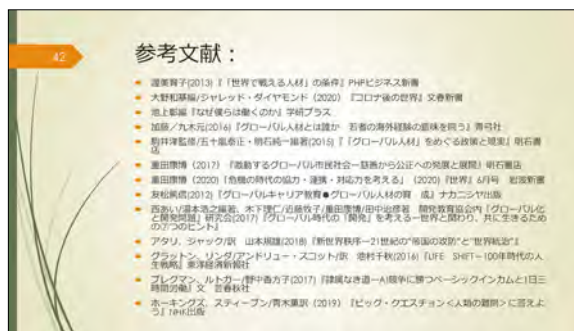 42
参考文献：
渥美育子(2013)『「世界で戦える人材」の条件』PHPビジネス新書
大野和基編/ジャレッド・ダイアモンド（2020）『コロナ後の世界』文春新書
池上彰編『なぜ僕らは働くのか』学研プラス
加藤／九木元(2016)『グローバル人材とは誰か 若者の海外経験の意味を問う』青弓社
駒井洋監修/五十嵐泰正・明石純一編著(2015)『「グローバル人材」をめぐる政策と現実』明石書
店
重田康博（2017）『激動するグローバル市民社会ー慈善から公正への発展と展開』明石書店
重田康博（2020)「危機の時代の協力・連携・対応力を考える」（2020)『世界』6月号 岩波新書
友松篤信(2012)『グローバルキャリア教育●グローバル人材の育 成』ナカニシヤ出版
西あい/湯本浩之編著、木下理仁/近藤牧子/重田康博/田中治彦著 開発教育協会内『グローバル化
と開発問題』研究会(2017)『グローバル時代の「開発」を考えるー世界と関わり、共に生きるため
の7つのヒント』
アタリ、ジャック/訳 山本規雄(2018)『新世界秩序ー21世紀の"帝国の攻防"と"世界統治"』
グラットン、リンダ/アンドリュー・スコット/訳 池村千秋(2016)『LIFE SHIFTー100年時代の人
生戦略』東洋経済新報社
ブレグマン、ルトガー/野中香方子(2017)『隷属なき道ーAI競争に勝つベーシックインカムと1日三
時間労働』文 芸春秋社
ホーキングズ、スティーブン/青木薫訳（2019）『ビッグ・クエスチョン＜人類の難問＞に答えよ
う』NHK出版